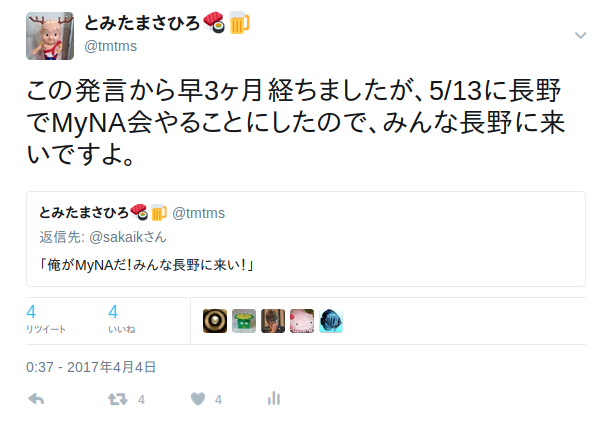 とみたまさひろ🍣🍺
@tmtms
この発言から早3ヶ月経ちましたが、5/13に長野
でMyNA会やることにしたので、みんな長野に来
いですよ。
とみたまさひろ🍣🍺 @tmtms
返信先: @sakaikさん
「俺がMyNAだ!みんな長野に来い!」
4 4
リツイート いいね
0:37 - 2017年4月4日
4 4